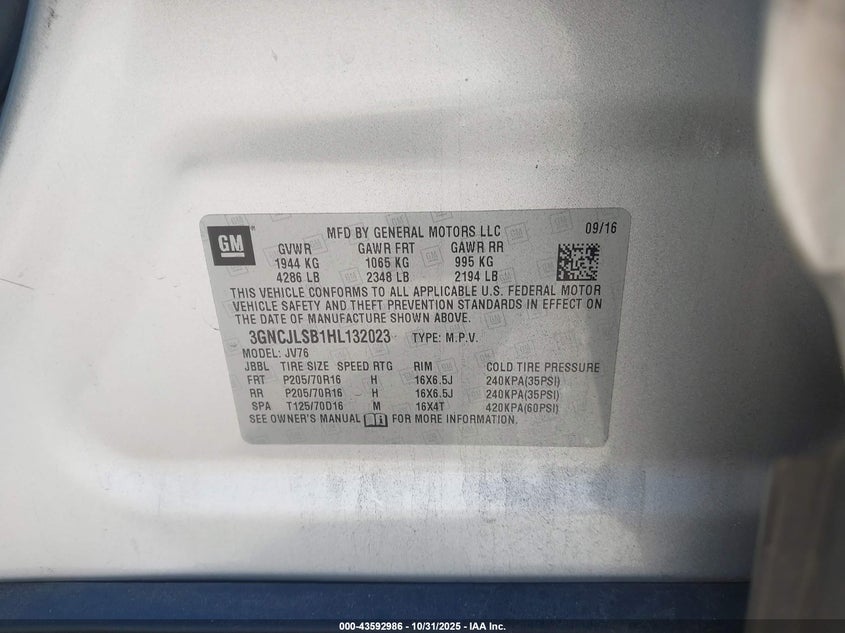 GM
MFD BY GENERAL MOTORS LLC 09/16
GVWR GAWR FRT GAWR RR
1944 KG 1065 KG 995 KG
4286 LB 2348 LB 2194 LB
THIS VEHICLE CONFORMS TO ALL APPLICABLE U.S. FEDERAL MOTOR
VEHICLE SAFETY AND THEFT PREVENTION STANDARDS IN EFFECT ON
THE DATE OF MANUFACTURE SHOWN ABOVE.
3GNCJLSB1HL132023 TYPE: M.P.V.
MODEL: JV76
JBBL TIRE SIZE SPEED RTG RIM COLD TIRE PRESSURE
FRT P205/70R16 H 16X6.5J 240KPA(35PSI)
RR P205/70R16 H 16X6.5J 240KPA(35PSI)
SPA T125/70D16 M 16X4T 420KPA(60PSI)
SEE OWNER'S MANUAL FOR MORE INFORMATION.
000-43592986 - 10/31/2025 - IAA Inc.